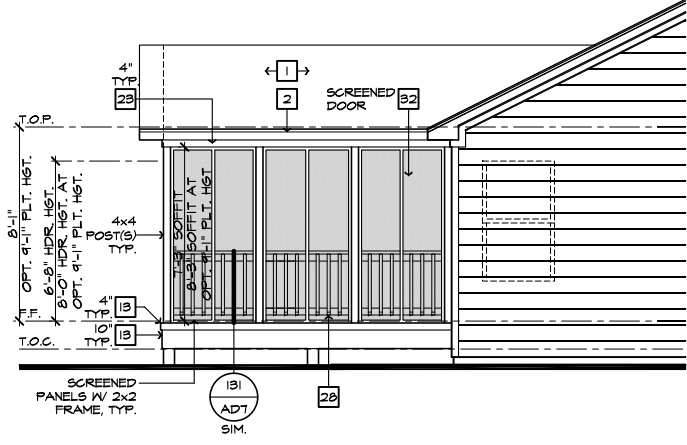 4"
TYP.
23
1
2
SCREENED
DOOR
32
T.O.P.
8'-1"
OPT. 9'-1" PLT. HGT.
6'-8" HDR. HGT.
8'-0" HDR. HGT. AT
OPT. 9'-1" PLT. HGT.
4x4
POST(S)
TYP.
7'-3" SOFFIT
8'-3" SOFFIT AT
OPT. 9'-1" PLT. HGT
4"
TYP.
13
F.F.
10"
TYP.
13
T.O.C.
SCREENED
PANELS W/ 2x2
FRAME, TYP.
131
AD7
SIM.
28